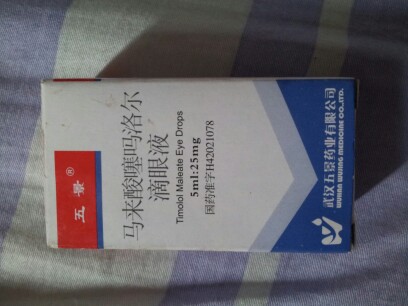 五景®
马来酸噻吗洛尔
滴眼液
Timolol Maleate Eye Drops
5ml:25mg
国药准字H42021078
武汉五景药业有限公司
WUHAN WUJING MEDICINE CO.,LTD.